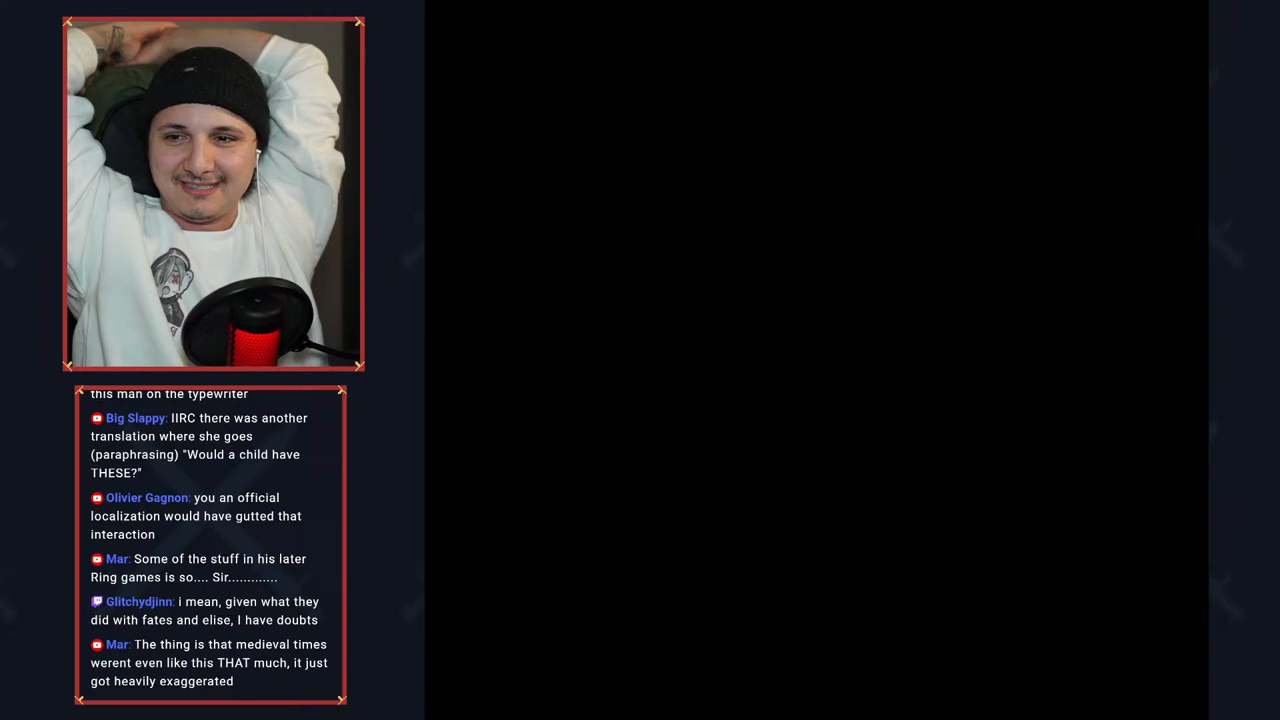 this man on the typewriter
Big Slappy: IIRC there was another
translation where she goes
(paraphrasing) "Would a child have
THESE?"
Olivier Gagnon: you an official
localization would have gutted that
interaction
Mar: Some of the stuff in his later
Ring games is so.... Sir.............
Glitchydjinn: i mean, given what they
did with fates and elise, I have doubts
Mar: The thing is that medieval times
werent even like this THAT much, it just
got heavily exaggerated